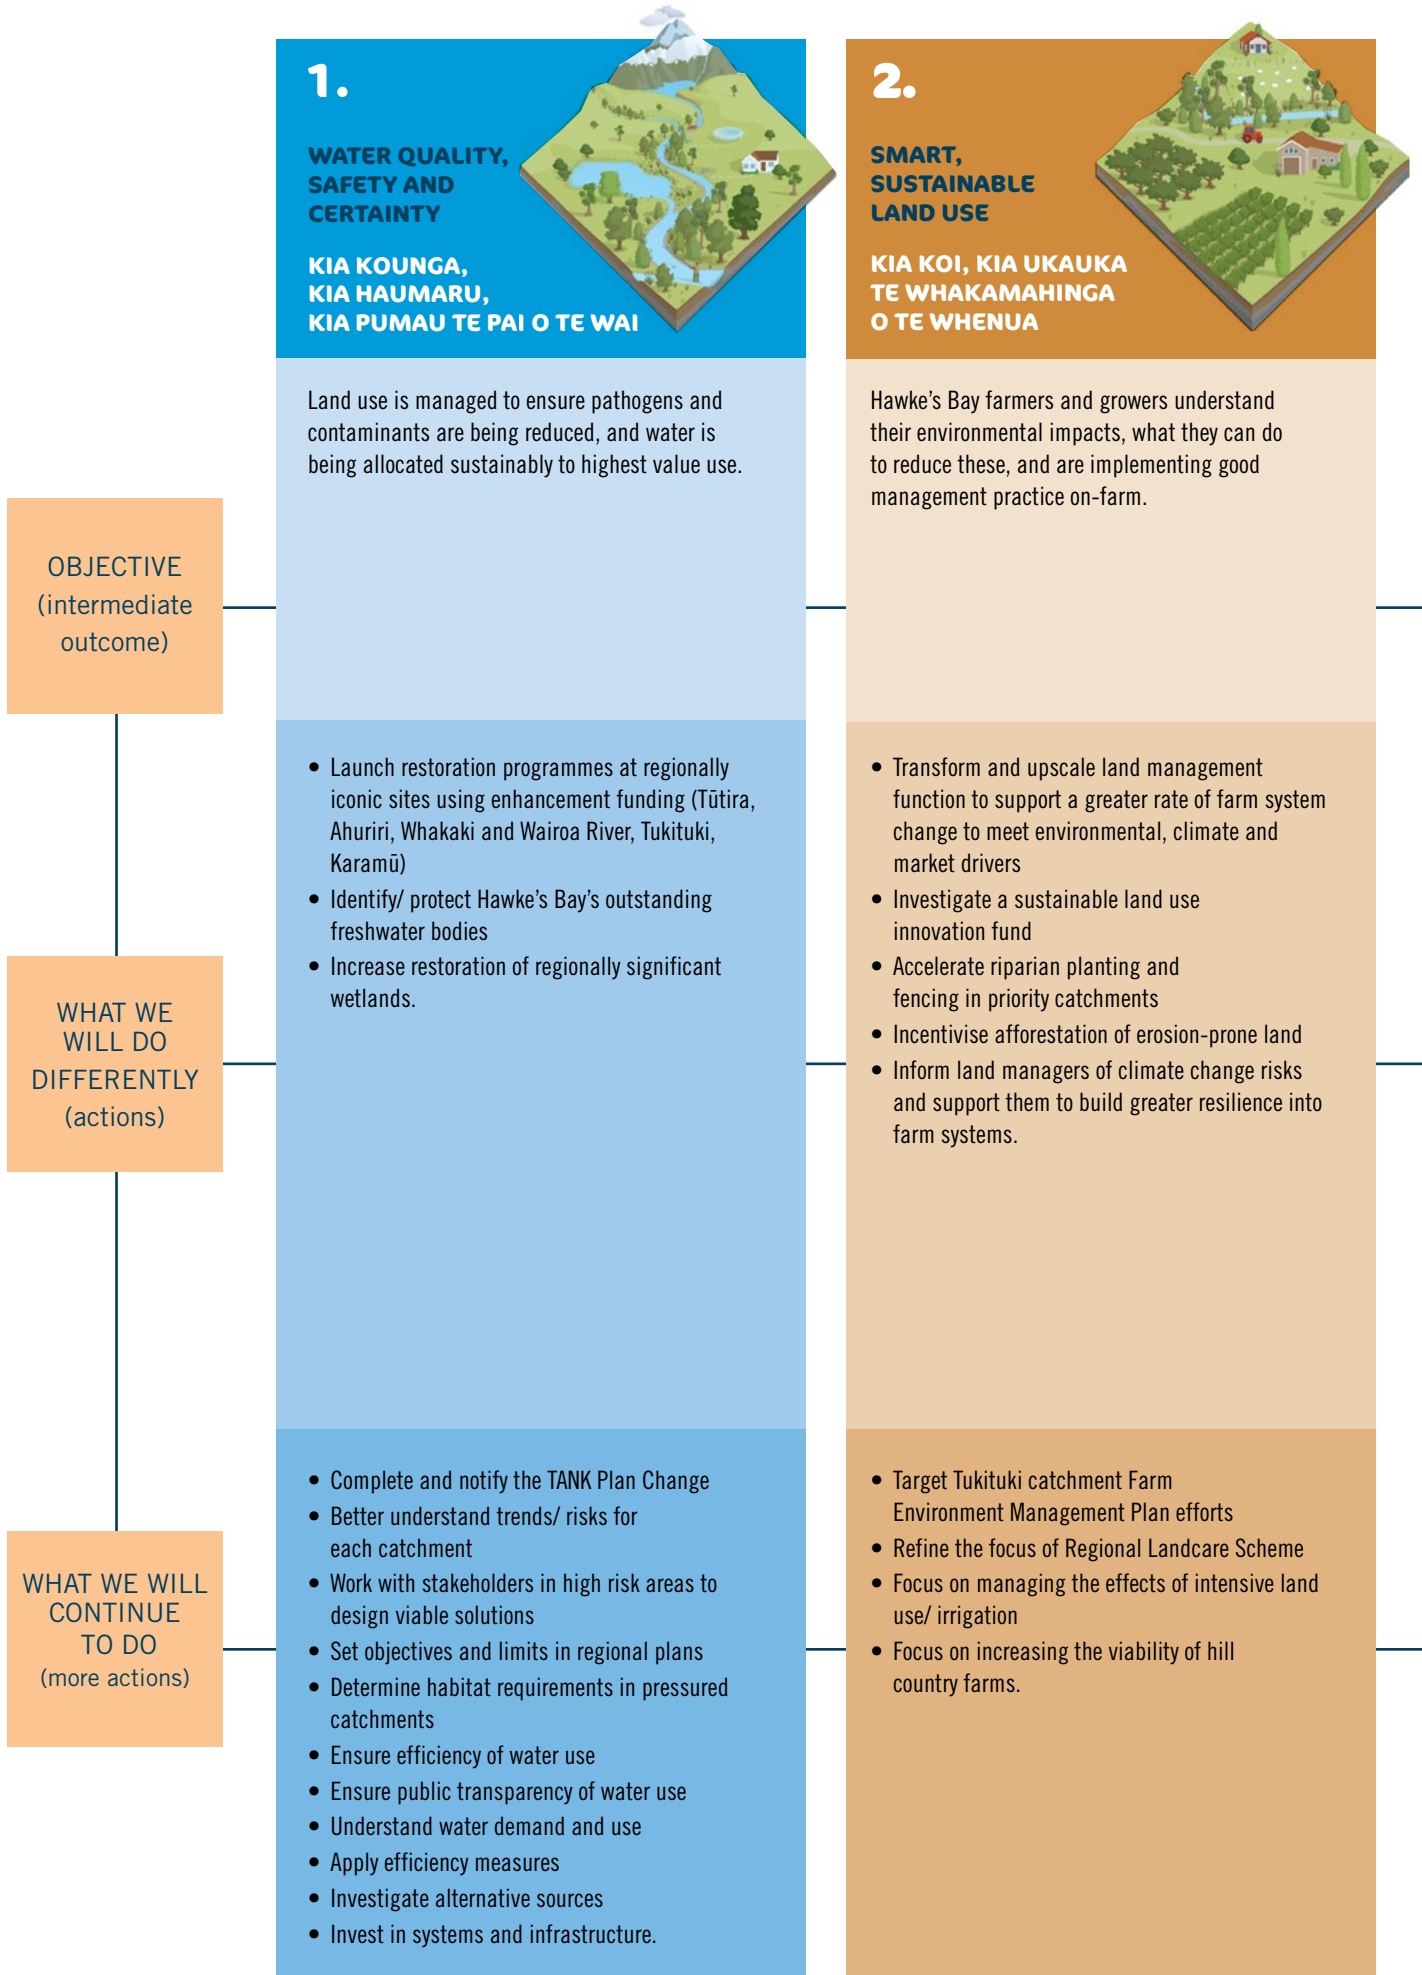 1.
WATER QUALITY,
SAFETY AND
CERTAINTY
KIA KOUNGA,
KIA HAUMARU,
KIA PUMAU TE PAI O TE WAI
2.
SMART,
SUSTAINABLE
LAND USE
KIA KOI, KIA UKAUKA
TE WHAKAMAHINGA
O TE WHENUA
OBJECTIVE
(intermediate
outcome)
Land use is managed to ensure pathogens and
contaminants are being reduced, and water is
being allocated sustainably to highest value use.
Hawke’s Bay farmers and growers understand
their environmental impacts, what they can do
to reduce these, and are implementing good
management practice on-farm.
WHAT WE
WILL DO
DIFFERENTLY
(actions)
• Launch restoration programmes at regionally
iconic sites using enhancement funding (Tūtira,
Ahuriri, Whakaki and Wairoa River, Tukituki,
Karamū)
• Identify/ protect Hawke’s Bay’s outstanding
freshwater bodies
• Increase restoration of regionally significant
wetlands.
• Transform and upscale land management
function to support a greater rate of farm system
change to meet environmental, climate and
market drivers
• Investigate a sustainable land use
innovation fund
• Accelerate riparian planting and
fencing in priority catchments
• Incentivise afforestation of erosion-prone land
• Inform land managers of climate change risks
and support them to build greater resilience into
farm systems.
WHAT WE WILL
CONTINUE
TO DO
(more actions)
• Complete and notify the TANK Plan Change
• Better understand trends/ risks for
each catchment
• Work with stakeholders in high risk areas to
design viable solutions
• Set objectives and limits in regional plans
• Determine habitat requirements in pressured
catchments
• Ensure efficiency of water use
• Ensure public transparency of water use
• Understand water demand and use
• Apply efficiency measures
• Investigate alternative sources
• Invest in systems and infrastructure.
• Target Tukituki catchment Farm
Environment Management Plan efforts
• Refine the focus of Regional Landcare Scheme
• Focus on managing the effects of intensive land
use/ irrigation
• Focus on increasing the viability of hill
country farms.